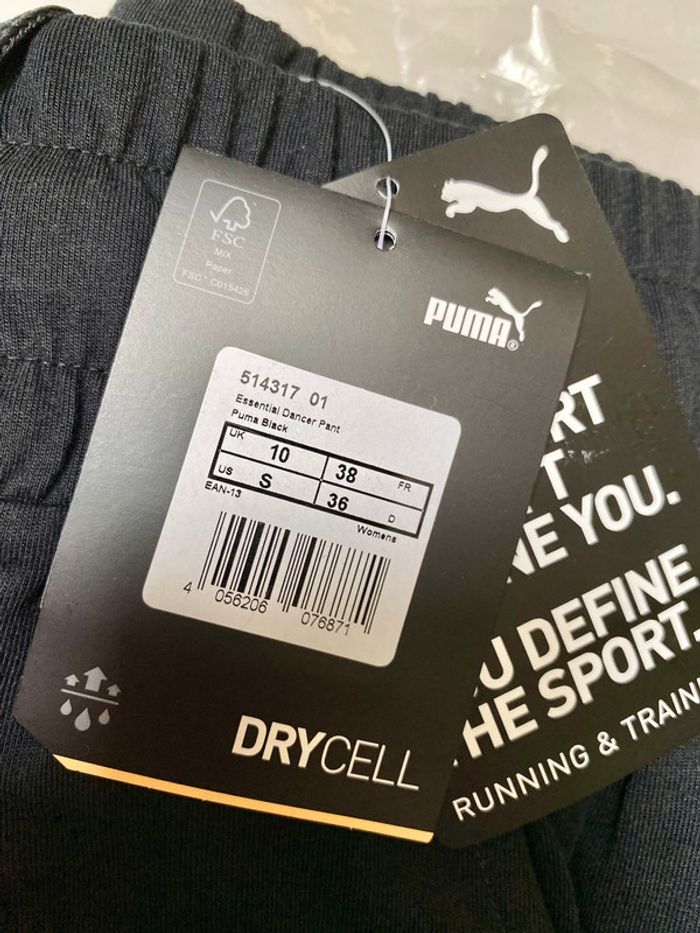 FSC
MIX
Paper
FSC® C015426
PUMA®
514317 01
Essential Dancer Pant
Puma Black
UK 10 38 FR
US S 36 D
EAN-13
Womens
4 056206 076871
DRYCELL
RT
T
NE YOU.
U DEFINE
HE SPORT.
RUNNING & TRAIN